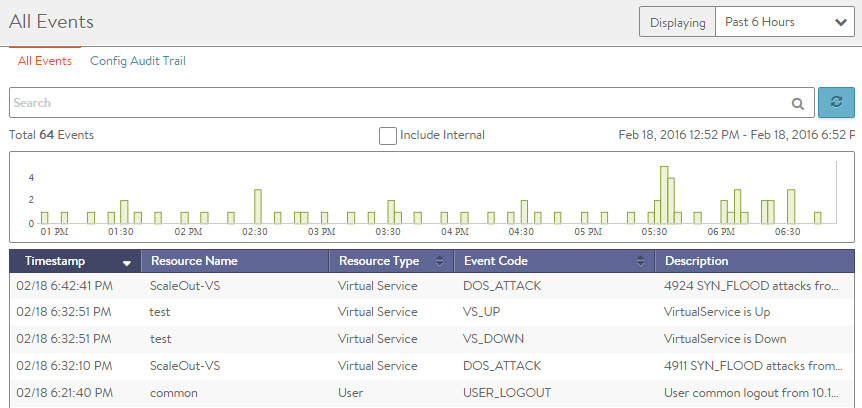 All Events
Displaying Past 6 Hours
All Events Config Audit Trail
Search
Total 64 Events Include Internal Feb 18, 2016 12:52 PM - Feb 18, 2016 6:52 P
4
2
0
01 PM 01:30 02 PM 02:30 03 PM 03:30 04 PM 04:30 05 PM 05:30 06 PM 06:30
Timestamp Resource Name Resource Type Event Code Description
02/18 6:42:41 PM ScaleOut-VS Virtual Service DOS_ATTACK 4924 SYN_FLOOD attacks fro...
02/18 6:32:51 PM test Virtual Service VS_UP VirtualService is Up
02/18 6:32:51 PM test Virtual Service VS_DOWN VirtualService is Down
02/18 6:32:10 PM ScaleOut-VS Virtual Service DOS_ATTACK 4911 SYN_FLOOD attacks from...
02/18 6:21:40 PM common User USER_LOGOUT User common logout from 10.1...